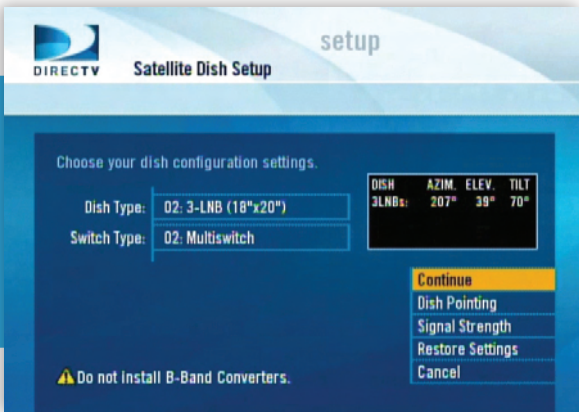 setup
DIRECTV
Satellite Dish Setup
Choose your dish configuration settings.
Dish Type: 02: 3-LNB (18"x20")
Switch Type: 02: Multiswitch
DISH AZIM. ELEV. TILT
3LNBs: 207° 39° 70°
Continue
Dish Pointing
Signal Strength
Restore Settings
Cancel
Do not install B-Band Converters.